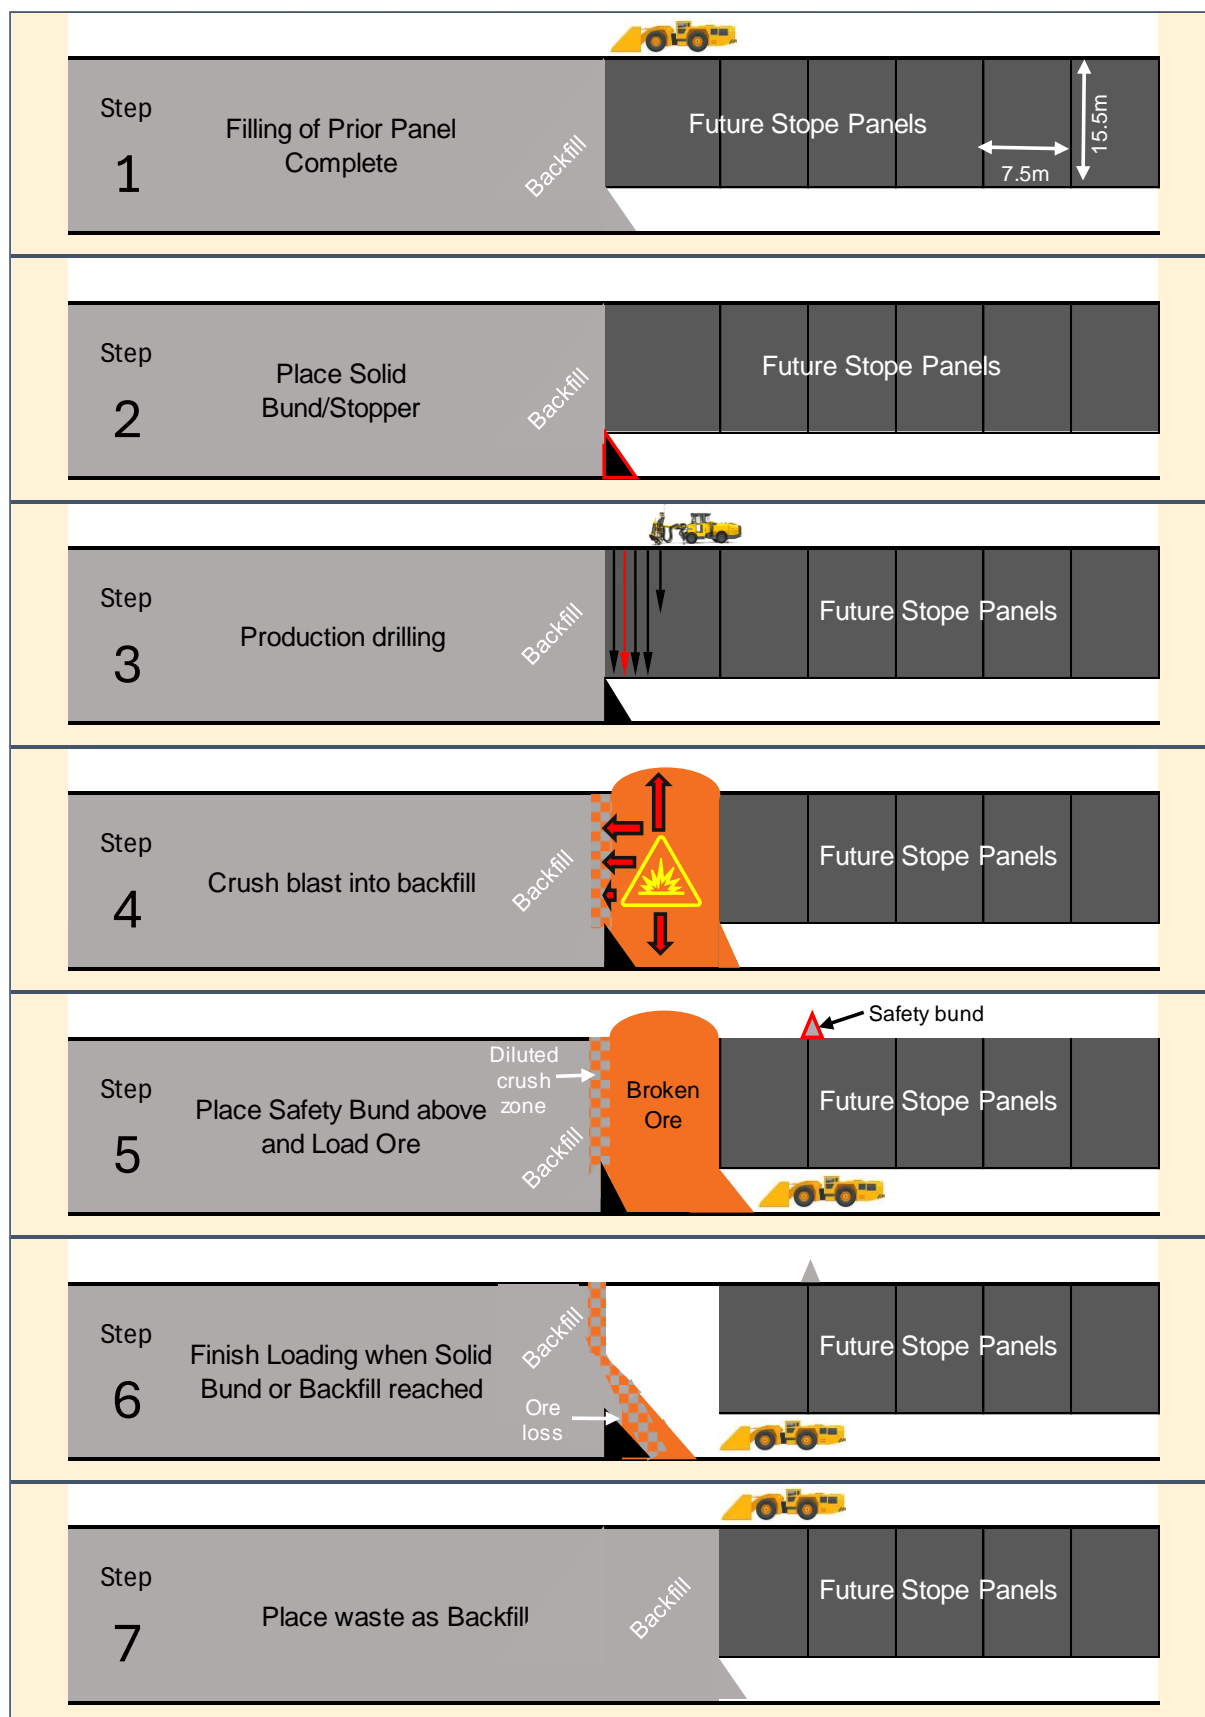 Step
1
Filling of Prior Panel
Complete
Backfill
Future Stope Panels
7.5m
15.5m
Step
2
Place Solid
Bund/Stopper
Backfill
Future Stope Panels
Step
3
Production drilling
Backfill
Future Stope Panels
Step
4
Crush blast into backfill
Backfill
Future Stope Panels
Step
5
Place Safety Bund above
and Load Ore
Diluted
crush
zone
Backfill
Broken
Ore
Safety bund
Future Stope Panels
Step
6
Finish Loading when Solid
Bund or Backfill reached
Backfill
Ore
loss
Future Stope Panels
Step
7
Place waste as Backfill
Backfill
Future Stope Panels